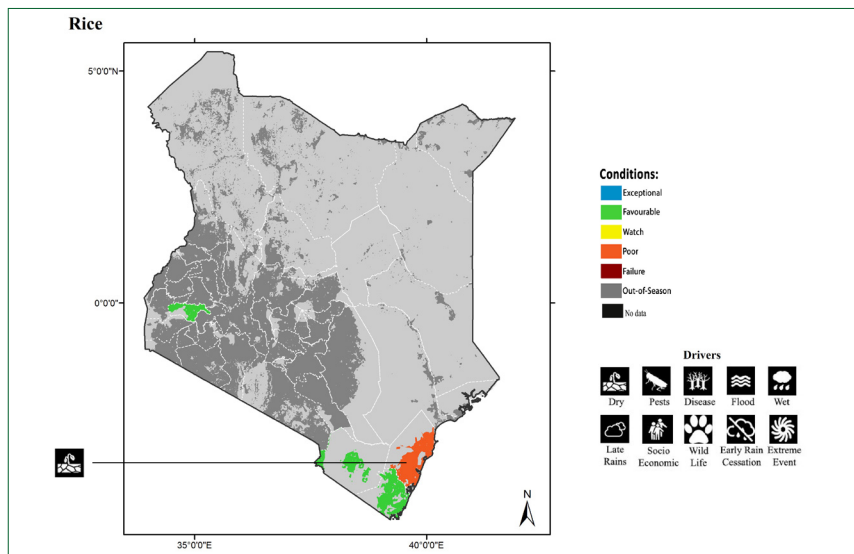 Rice
5°0'0"N
0°0'0"
35°0'0"E
40°0'0"E
N
Conditions:
Exceptional
Favourable
Watch
Poor
Failure
Out-of-Season
No data
Drivers
Dry
Pests
Disease
Flood
Wet
Late
Rains
Socio
Economic
Wild
Life
Early Rain
Cessation
Extreme
Event